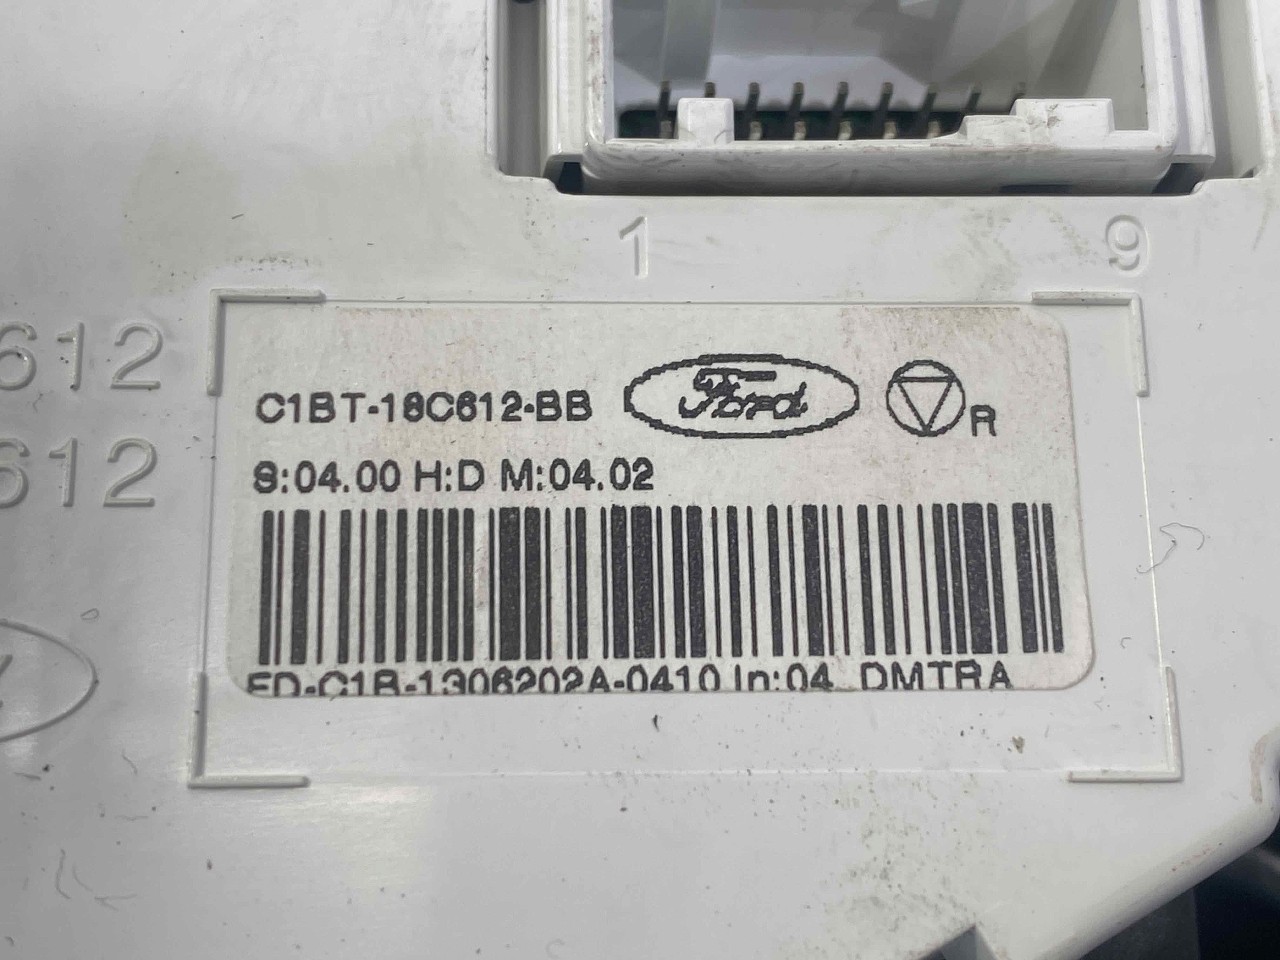 1 9
612
612
C1BT-18C612-BB Ford R
S:04.00 H:D M:04.02
FD-C1B-1306202A-0410 In:04 DMTRA